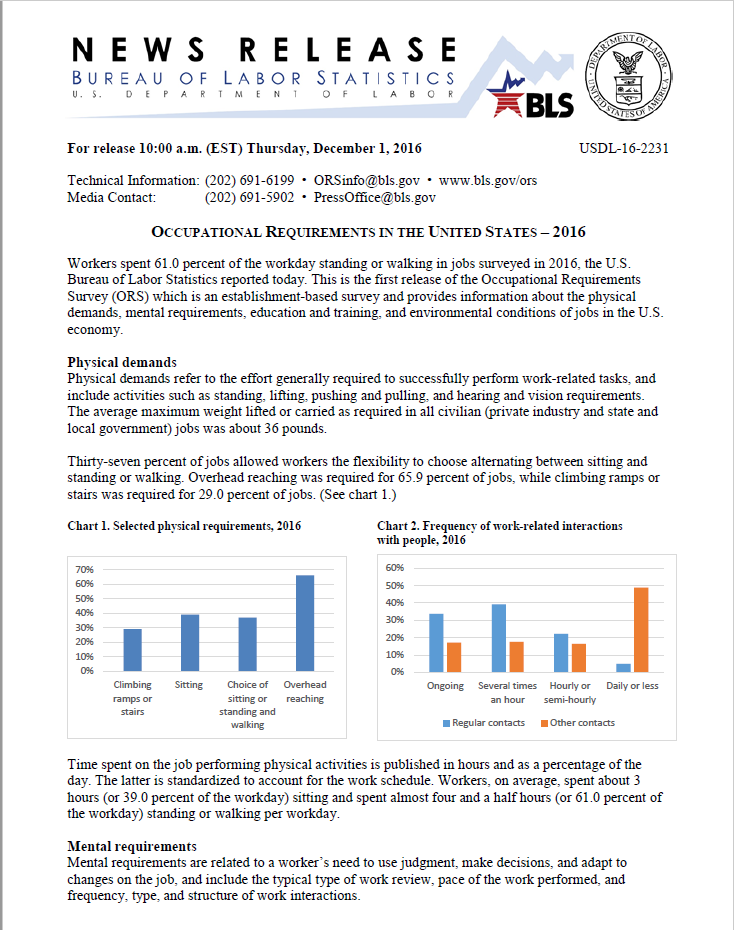 NEWS RELEASE
BUREAU OF LABOR STATISTICS
U.S. DEPARTMENT OF LABOR
BLS
DEPARTMENT OF LABOR
UNITED STATES OF AMERICA
For release 10:00 a.m. (EST) Thursday, December 1, 2016 USDL-16-2231
Technical Information: (202) 691-6199 • ORSinfo@bls.gov • www.bls.gov/ors
Media Contact: (202) 691-5902 • PressOffice@bls.gov
OCCUPATIONAL REQUIREMENTS IN THE UNITED STATES – 2016
Workers spent 61.0 percent of the workday standing or walking in jobs surveyed in 2016, the U.S.
Bureau of Labor Statistics reported today. This is the first release of the Occupational Requirements
Survey (ORS) which is an establishment-based survey and provides information about the physical
demands, mental requirements, education and training, and environmental conditions of jobs in the U.S.
economy.
Physical demands
Physical demands refer to the effort generally required to successfully perform work-related tasks, and
include activities such as standing, lifting, pushing and pulling, and hearing and vision requirements.
The average maximum weight lifted or carried as required in all civilian (private industry and state and
local government) jobs was about 36 pounds.
Thirty-seven percent of jobs allowed workers the flexibility to choose alternating between sitting and
standing or walking. Overhead reaching was required for 65.9 percent of jobs, while climbing ramps or
stairs was required for 29.0 percent of jobs. (See chart 1.)
Chart 1. Selected physical requirements, 2016
70%
60%
50%
40%
30%
20%
10%
0%
Climbing
ramps or
stairs
Sitting
Choice of
sitting or
standing and
walking
Overhead
reaching
Chart 2. Frequency of work-related interactions
with people, 2016
60%
50%
40%
30%
20%
10%
0%
Ongoing
Several times
an hour
Hourly or
semi-hourly
Daily or less
Regular contacts
Other contacts
Time spent on the job performing physical activities is published in hours and as a percentage of the
day. The latter is standardized to account for the work schedule. Workers, on average, spent about 3
hours (or 39.0 percent of the workday) sitting and spent almost four and a half hours (or 61.0 percent of
the workday) standing or walking per workday.
Mental requirements
Mental requirements are related to a worker’s need to use judgment, make decisions, and adapt to
changes on the job, and include the typical type of work review, pace of the work performed, and
frequency, type, and structure of work interactions.